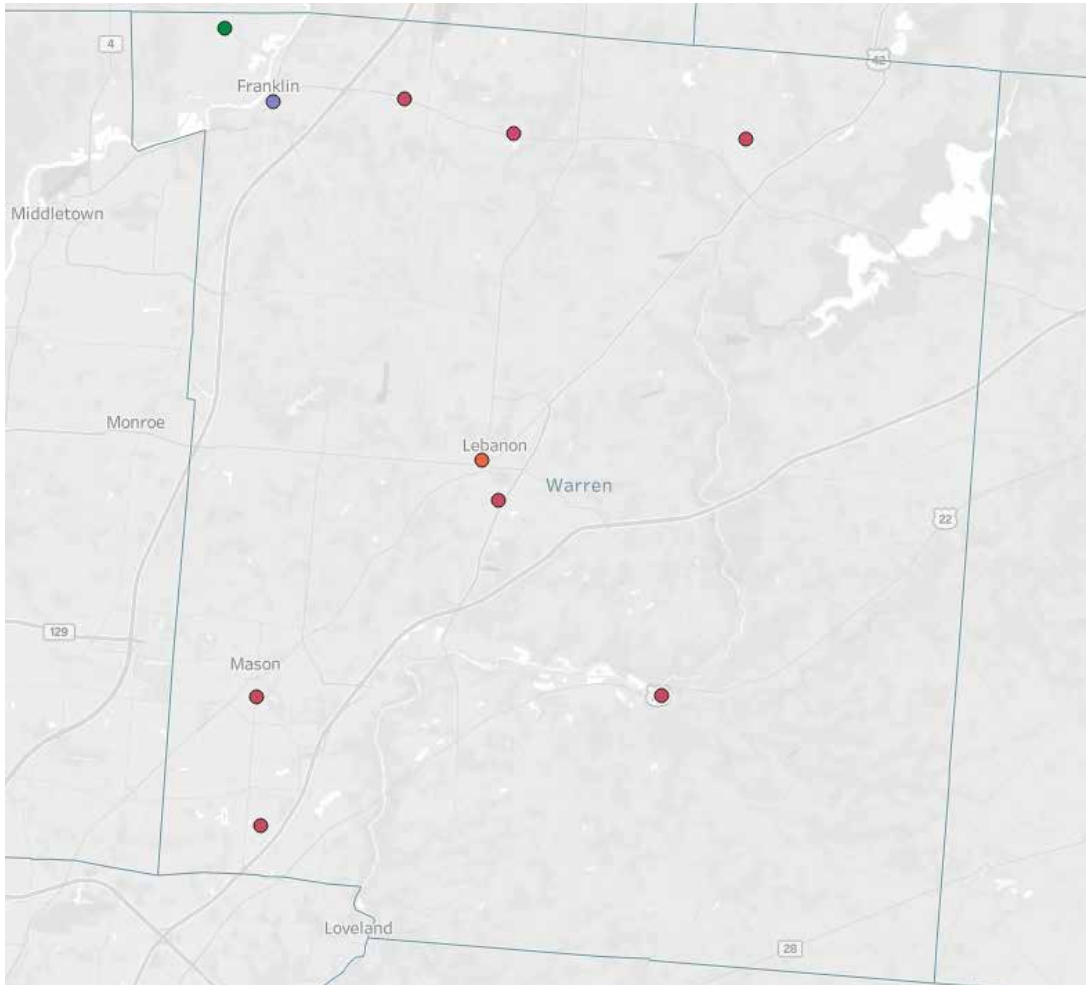 4
42
Franklin
Middletown
Monroe
Lebanon
Warren
22
129
Mason
Loveland
28